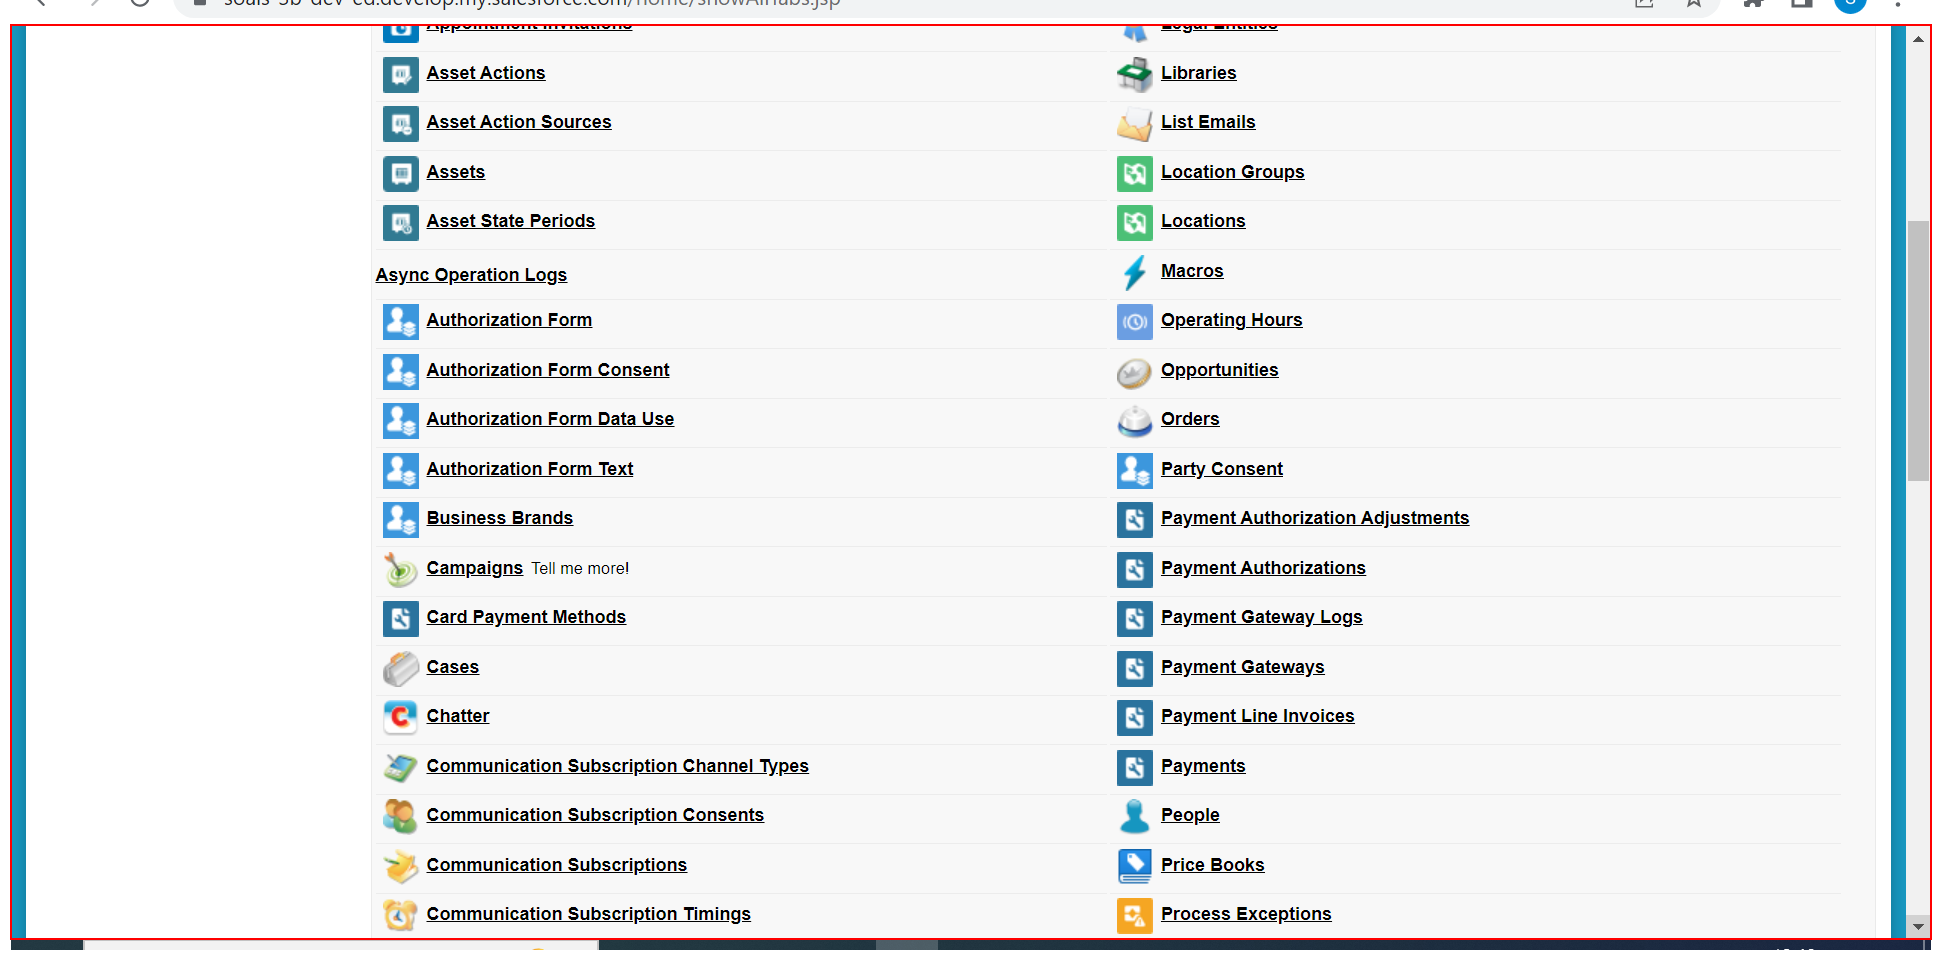 Appointment Invitations
Asset Actions
Asset Action Sources
Assets
Asset State Periods
Async Operation Logs
Authorization Form
Authorization Form Consent
Authorization Form Data Use
Authorization Form Text
Business Brands
Campaigns Tell me more!
Card Payment Methods
Cases
Chatter
Communication Subscription Channel Types
Communication Subscription Consents
Communication Subscriptions
Communication Subscription Timings
Legal Entities
Libraries
List Emails
Location Groups
Locations
Macros
Operating Hours
Opportunities
Orders
Party Consent
Payment Authorization Adjustments
Payment Authorizations
Payment Gateway Logs
Payment Gateways
Payment Line Invoices
Payments
People
Price Books
Process Exceptions